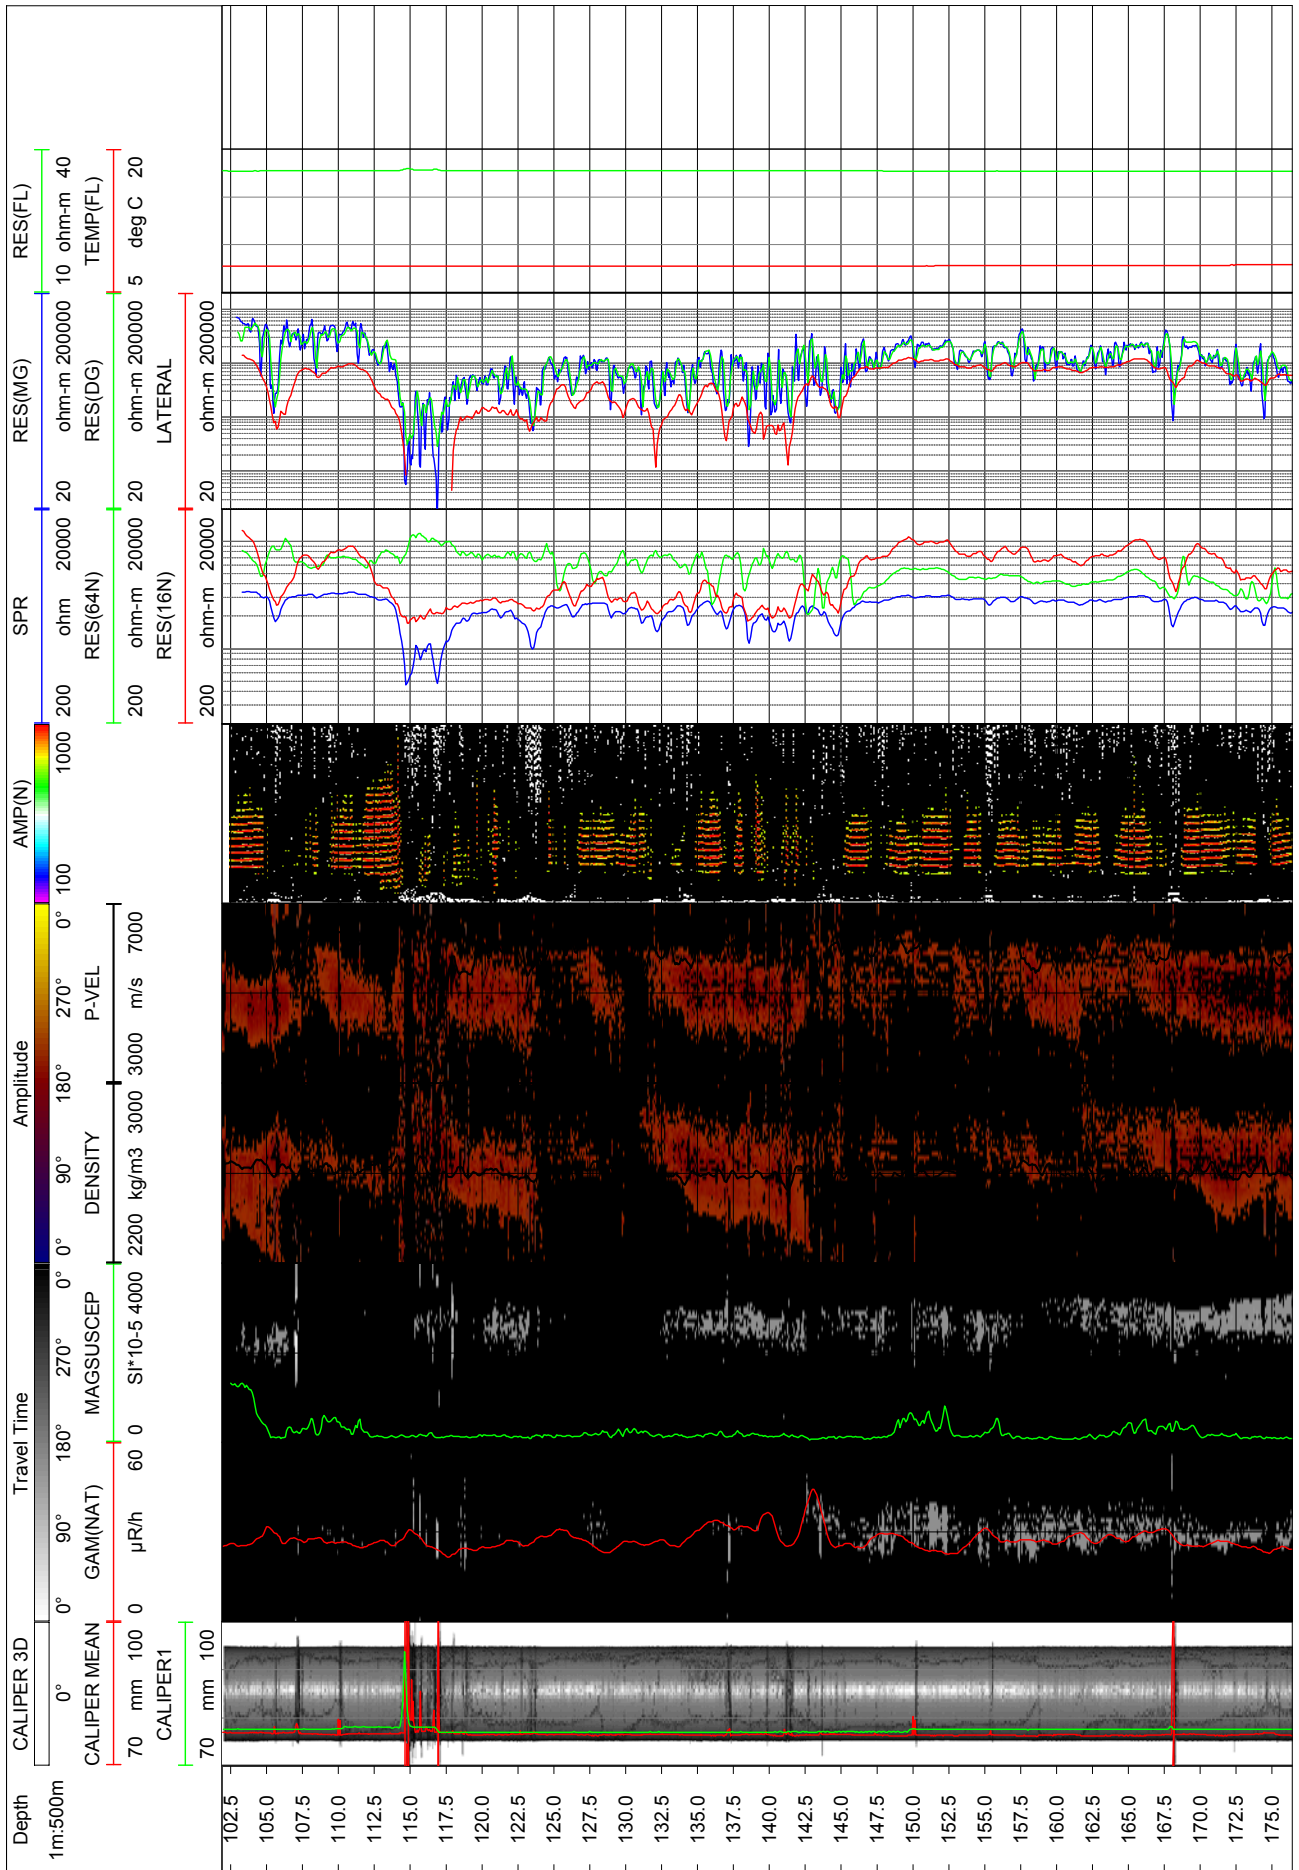 Depth
1m:500m
CALIPER 3D
0°
CALIPER MEAN
70 mm 100
CALIPER1
70 mm 100
Travel Time
0° 90° 180° 270° 0°
GAM(NAT)
0 µR/h 60
MAGSUSCEP
0 SI*10-5 4000
Amplitude
0° 90° 180° 270° 0°
DENSITY
2200 kg/m3 3000
P-VEL
3000 m/s 7000
AMP(N)
100 1000
SPR
200 ohm 20000
RES(64N)
200 ohm-m 20000
RES(16N)
200 ohm-m 20000
RES(MG)
20 ohm-m 200000
RES(DG)
20 ohm-m 200000
LATERAL
20 ohm-m 200000
RES(FL)
10 ohm-m 40
TEMP(FL)
5 deg C 20
102.5
105.0
107.5
110.0
112.5
115.0
117.5
120.0
122.5
125.0
127.5
130.0
132.5
135.0
137.5
140.0
142.5
145.0
147.5
150.0
152.5
155.0
157.5
160.0
162.5
165.0
167.5
170.0
172.5
175.0